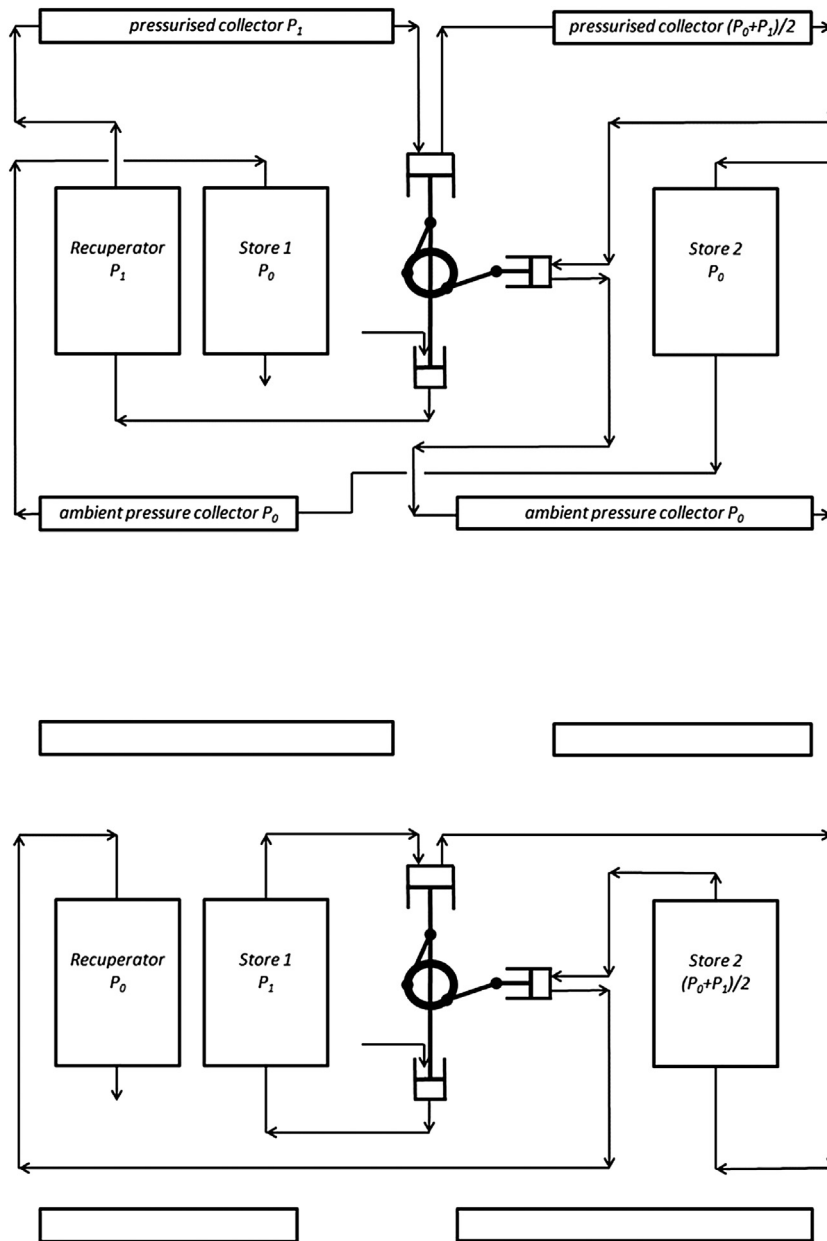 pressurised collector P₁
pressurised collector (P₀+P₁)/2
Recuperator
P₁
Store 1
P₀
Store 2
P₀
ambient pressure collector P₀
ambient pressure collector P₀
Recuperator
P₀
Store 1
P₁
Store 2
(P₀+P₁)/2